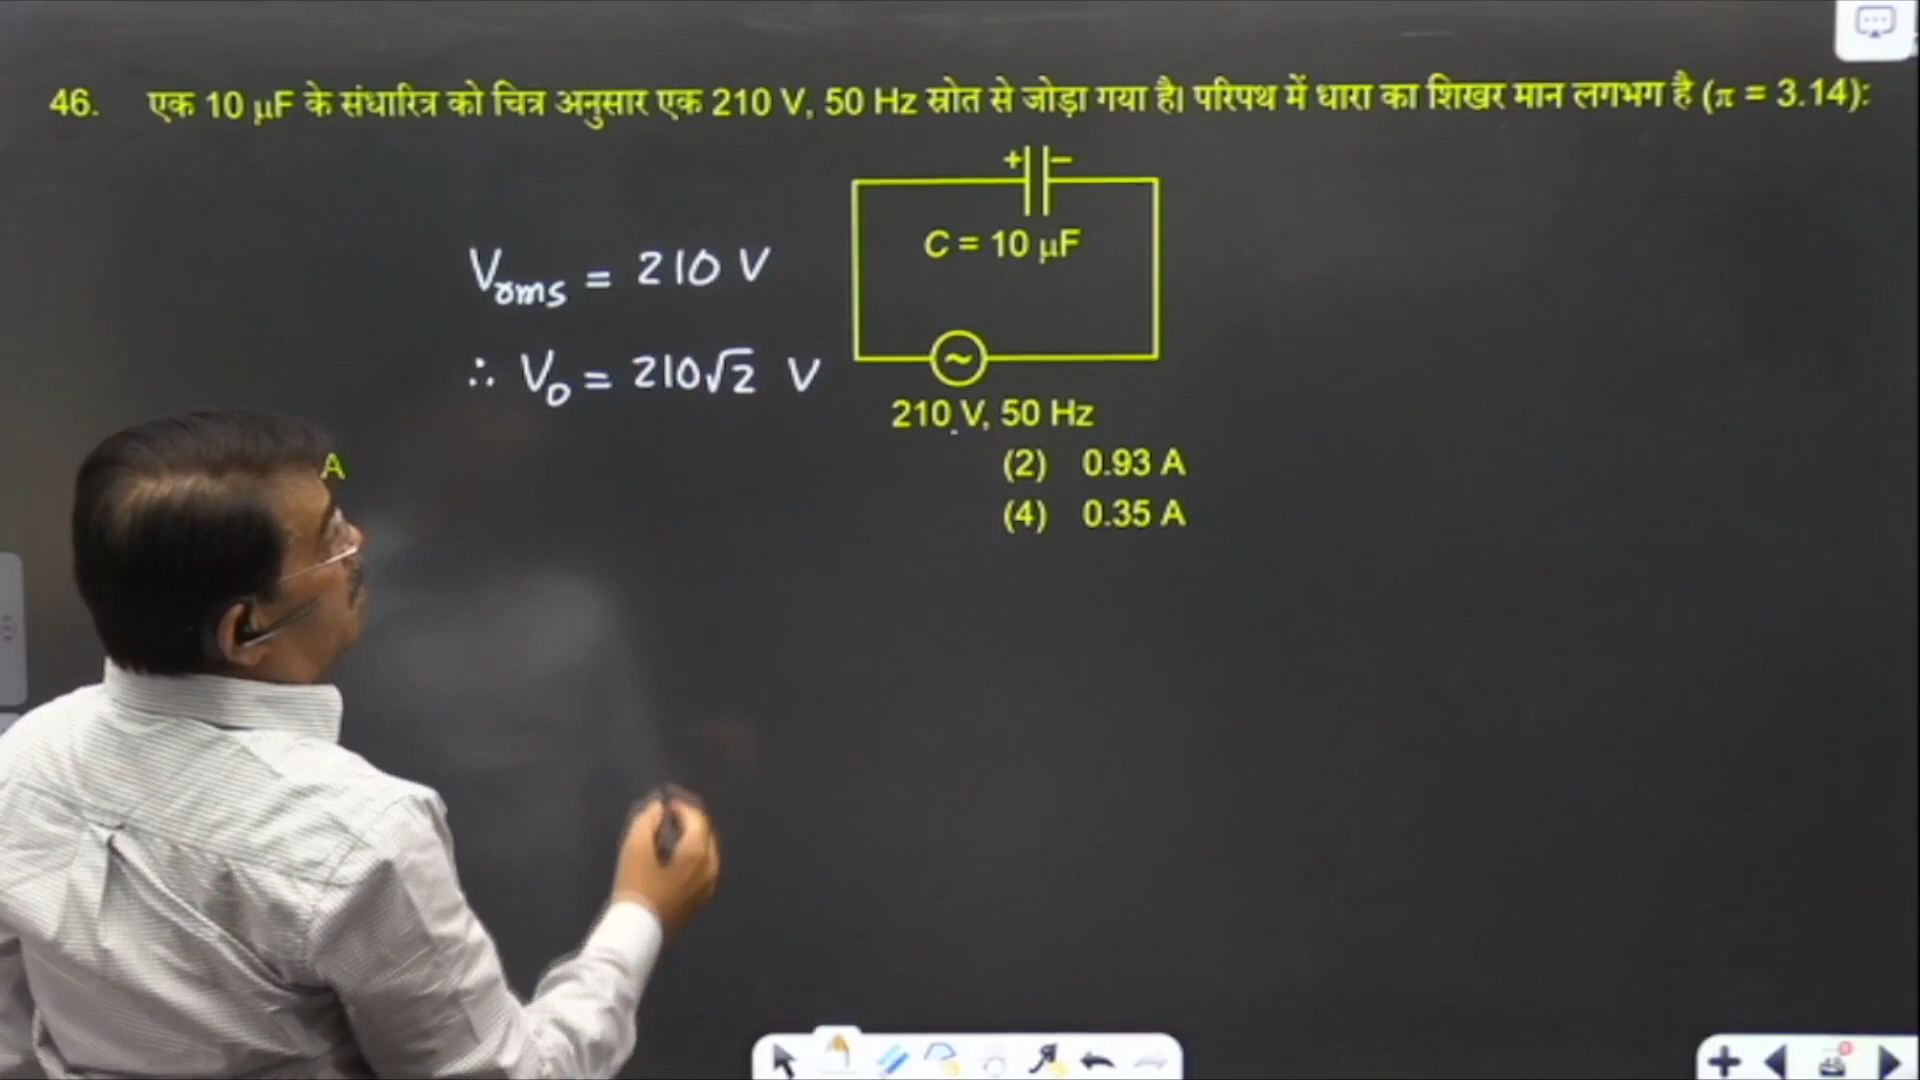 46. एक 10 μF के संधारित्र को चित्र अनुसार एक 210 V, 50 Hz स्रोत से जोड़ा गया है। परिपथ में धारा का शिखर मान लगभग है (π = 3.14):
+ −
C = 10 μF
Vrms = 210 V
∴ V0 = 210√2 V
~
210 V, 50 Hz
A
(2) 0.93 A
(4) 0.35 A